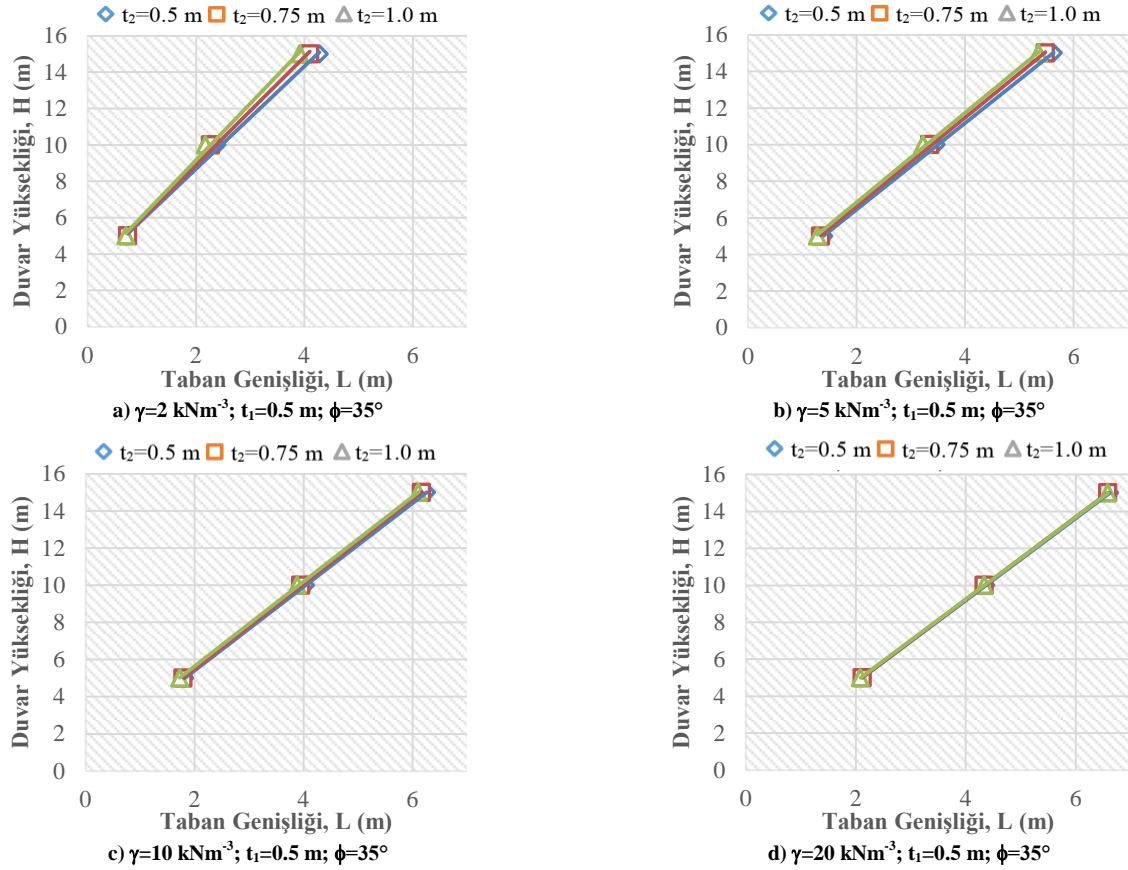 t₂=0.5 m t₂=0.75 m t₂=1.0 m
Duvar Yüksekliği, H (m)
16
14
12
10
8
6
4
2
0
0 2 4 6
Taban Genişliği, L (m)
a) γ=2 kNm⁻³; t₁=0.5 m; ϕ=35°
t₂=0.5 m t₂=0.75 m t₂=1.0 m
Duvar Yüksekliği, H (m)
16
14
12
10
8
6
4
2
0
0 2 4 6
Taban Genişliği, L (m)
b) γ=5 kNm⁻³; t₁=0.5 m; ϕ=35°
t₂=0.5 m t₂=0.75 m t₂=1.0 m
Duvar Yüksekliği, H (m)
16
14
12
10
8
6
4
2
0
0 2 4 6
Taban Genişliği, L (m)
c) γ=10 kNm⁻³; t₁=0.5 m; ϕ=35°
t₂=0.5 m t₂=0.75 m t₂=1.0 m
Duvar Yüksekliği, H (m)
16
14
12
10
8
6
4
2
0
0 2 4 6
Taban Genişliği, L (m)
d) γ=20 kNm⁻³; t₁=0.5 m; ϕ=35°